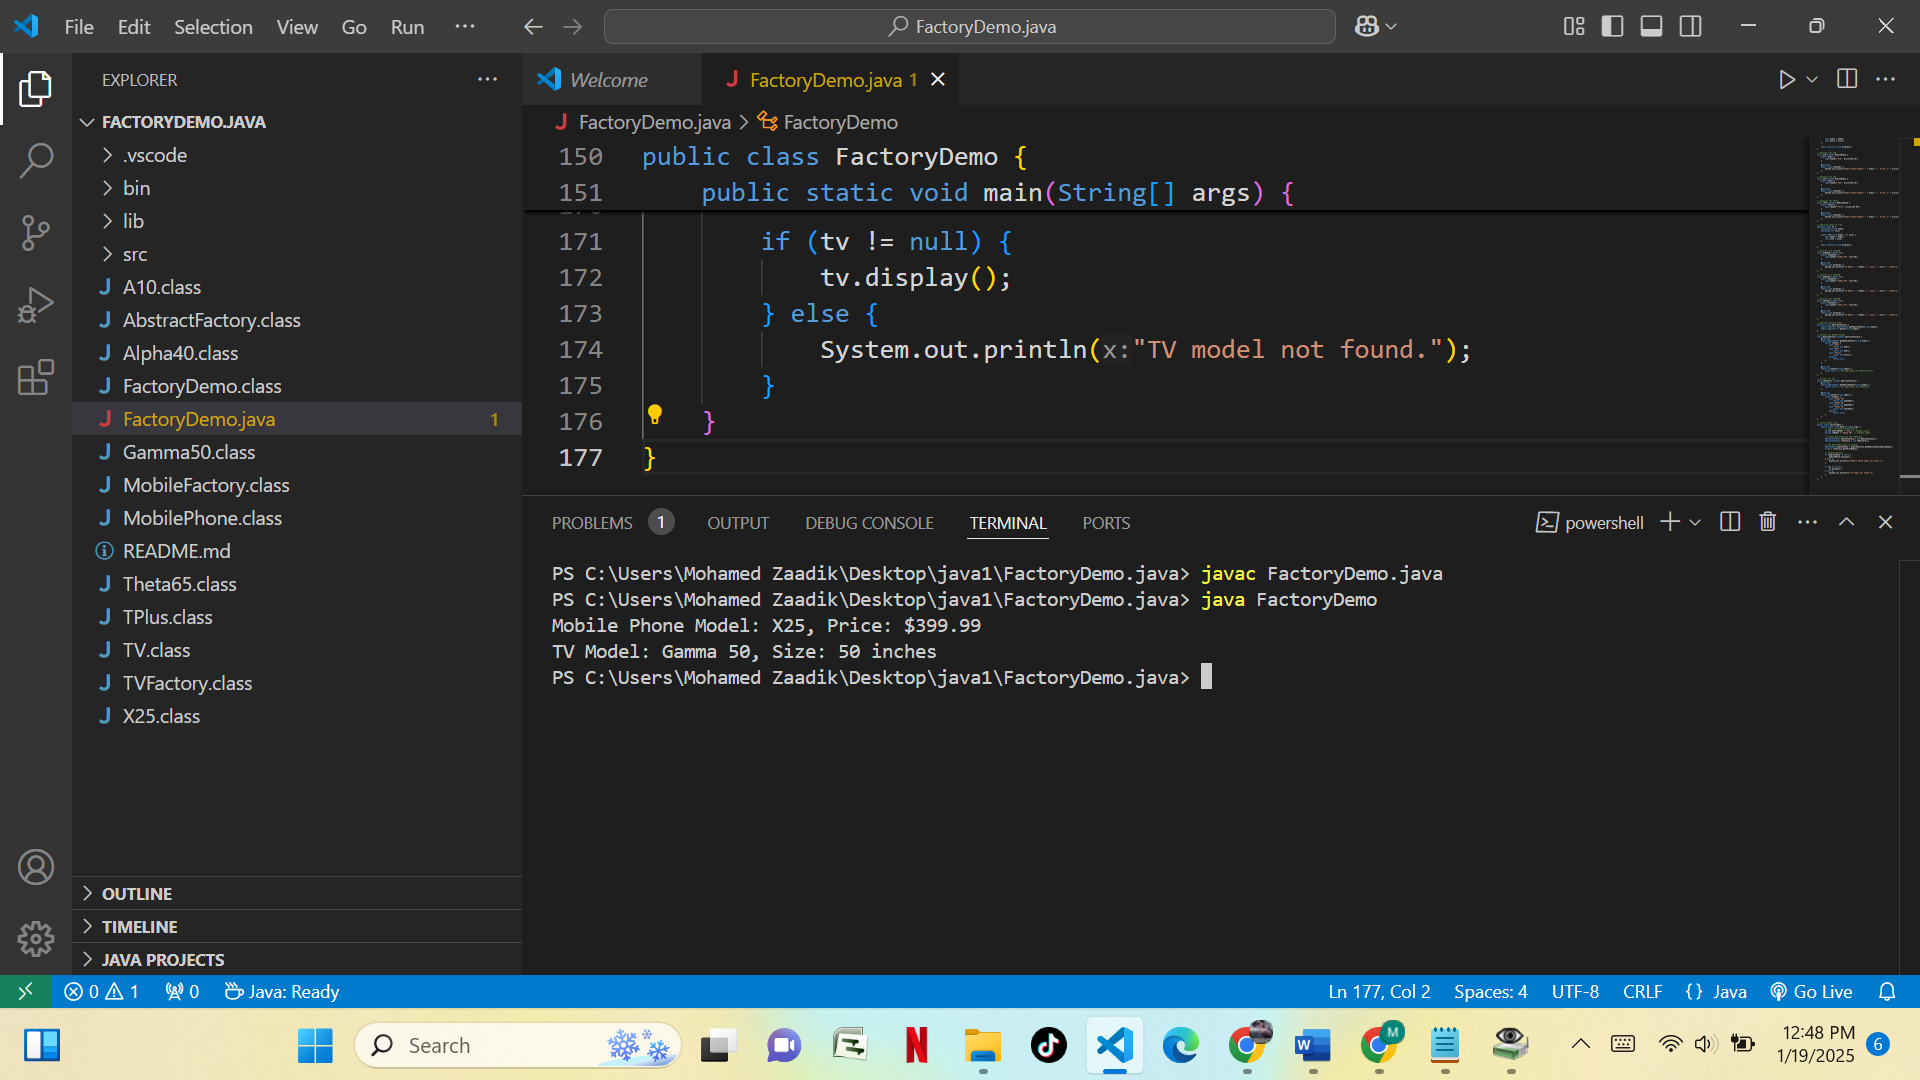 File Edit Selection View Go Run ···
FactoryDemo.java
EXPLORER
Welcome
FactoryDemo.java 1
FACTORYDEMO.JAVA
.vscode
bin
lib
src
A10.class
AbstractFactory.class
Alpha40.class
FactoryDemo.class
FactoryDemo.java 1
Gamma50.class
MobileFactory.class
MobilePhone.class
README.md
Theta65.class
TPlus.class
TV.class
TVFactory.class
X25.class
OUTLINE
TIMELINE
JAVA PROJECTS
FactoryDemo.java > FactoryDemo
150 public class FactoryDemo {
151 public static void main(String[] args) {
171 if (tv != null) {
172 tv.display();
173 } else {
174 System.out.println(x:"TV model not found.");
175 }
176 }
177 }
PROBLEMS 1 OUTPUT DEBUG CONSOLE TERMINAL PORTS
powershell
PS C:\Users\Mohamed Zaadik\Desktop\java1\FactoryDemo.java> javac FactoryDemo.java
PS C:\Users\Mohamed Zaadik\Desktop\java1\FactoryDemo.java> java FactoryDemo
Mobile Phone Model: X25, Price: $399.99
TV Model: Gamma 50, Size: 50 inches
PS C:\Users\Mohamed Zaadik\Desktop\java1\FactoryDemo.java>
0 1 0 Java: Ready
Ln 177, Col 2 Spaces: 4 UTF-8 CRLF {} Java Go Live
Search
12:48 PM
1/19/2025
6